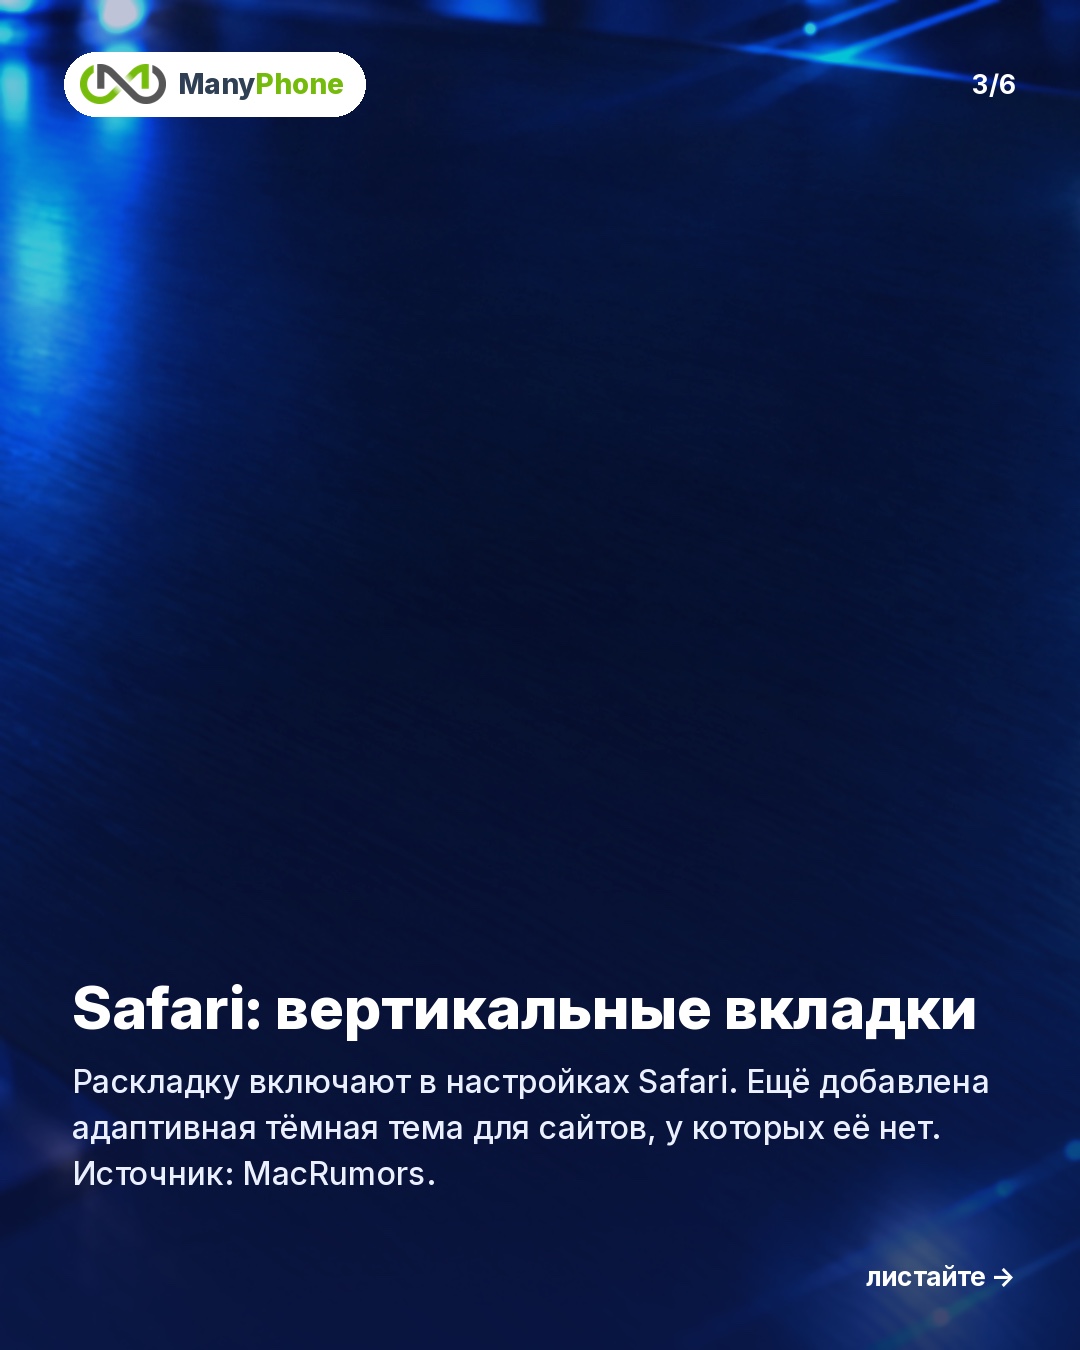 ManyPhone
3/6
Safari: вертикальные вкладки
Раскладку включают в настройках Safari. Ещё добавлена
адаптивная тёмная тема для сайтов, у которых её нет.
Источник: MacRumors.
листайте →